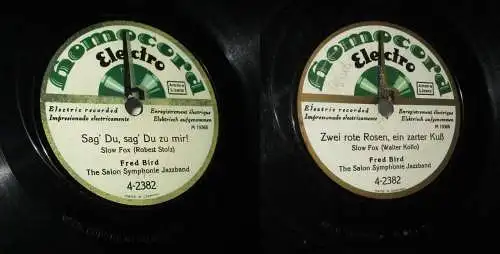 Homocord
Electro
Electric recorded
Enregistrement électrique
Impresionado electricamente
Elektrisch aufgenommen
Sag' Du, sag' Du zu mir!
Slow Fox (Robert Stolz)
Fred Bird
The Salon Symphonie Jazzband
4-2382
Homocord
Electro
Electric recorded
Enregistrement électrique
Impresionado electricamente
Elektrisch aufgenommen
Zwei rote Rosen, ein zarter Kuß
Slow Fox (Walter Kollo)
Fred Bird
The Salon Symphonie Jazzband
4-2382